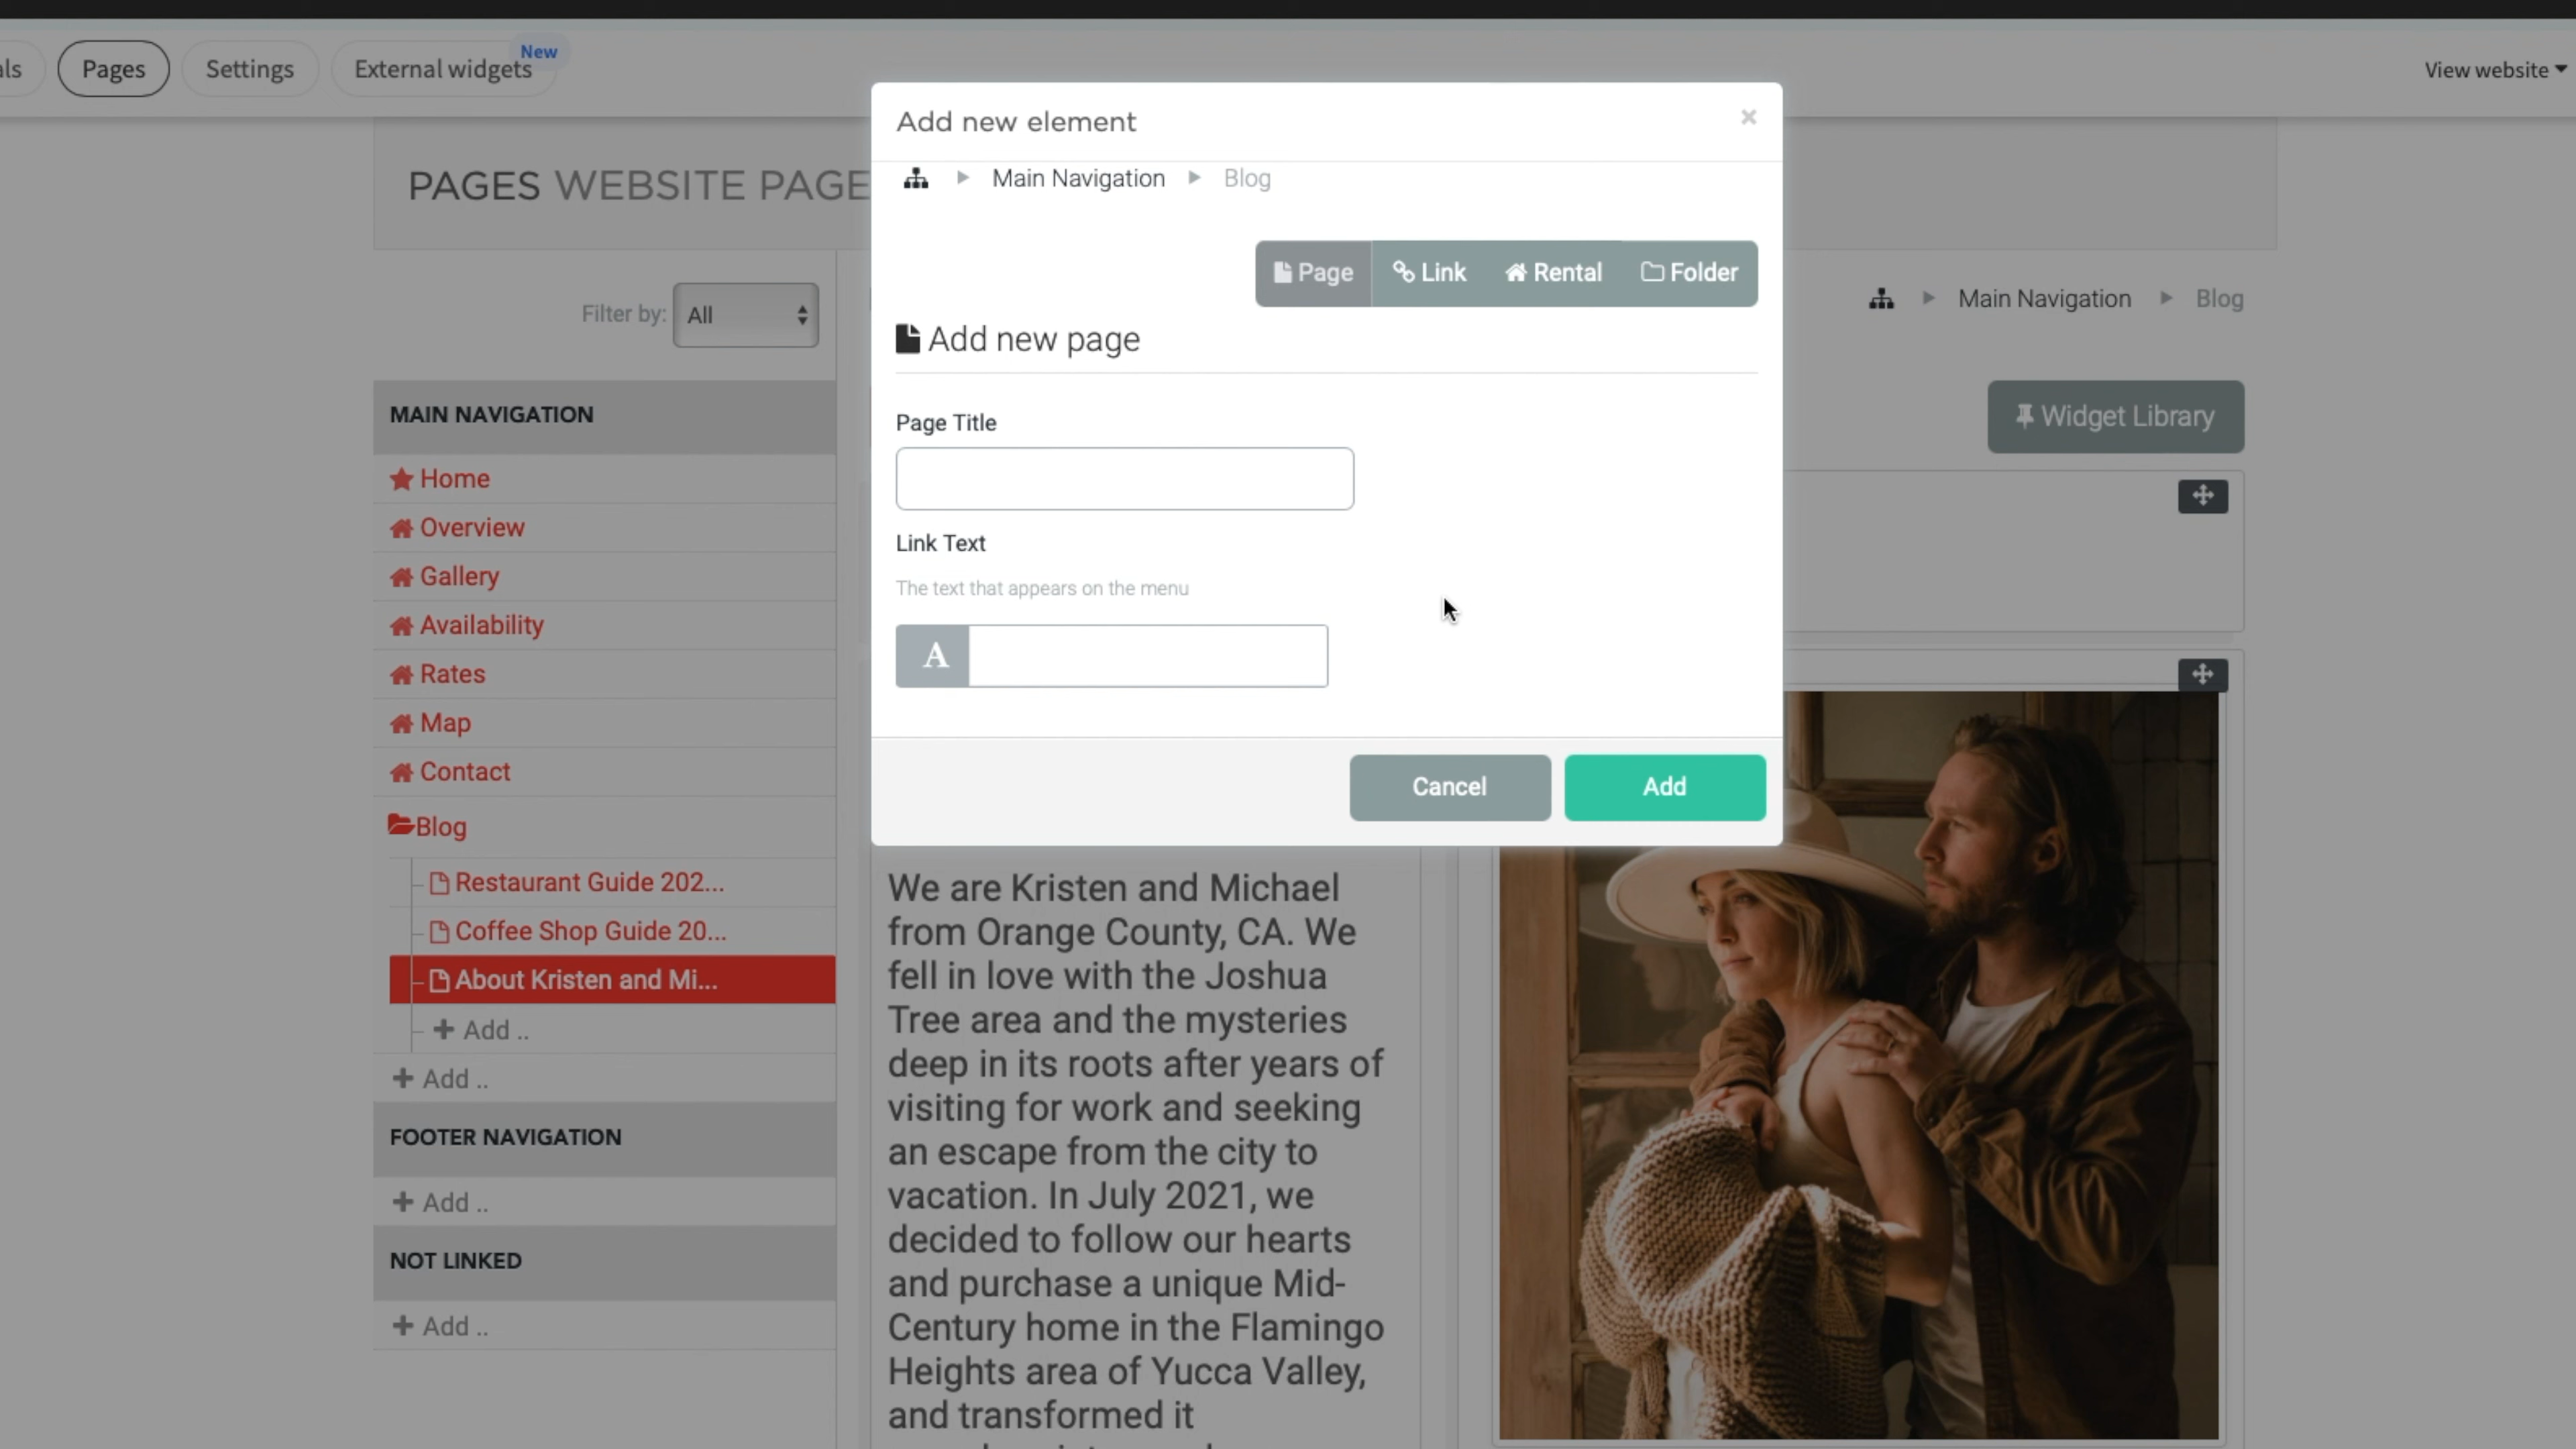 Pages
Settings
External widgets
New
View website
Add new element
×
Main Navigation
Blog
PAGES WEBSITE PAGE
Page
Link
Rental
Folder
Filter by:
All
Main Navigation
Blog
Add new page
MAIN NAVIGATION
Widget Library
Page Title
Home
Overview
Link Text
Gallery
The text that appears on the menu
Availability
A
Rates
Map
Contact
Cancel
Add
Blog
Restaurant Guide 202...
Coffee Shop Guide 20...
About Kristen and Mi...
Add ..
Add ..
FOOTER NAVIGATION
Add ..
NOT LINKED
Add ..
We are Kristen and Michael
from Orange County, CA. We
fell in love with the Joshua
Tree area and the mysteries
deep in its roots after years of
visiting for work and seeking
an escape from the city to
vacation. In July 2021, we
decided to follow our hearts
and purchase a unique Mid-
Century home in the Flamingo
Heights area of Yucca Valley,
and transformed it